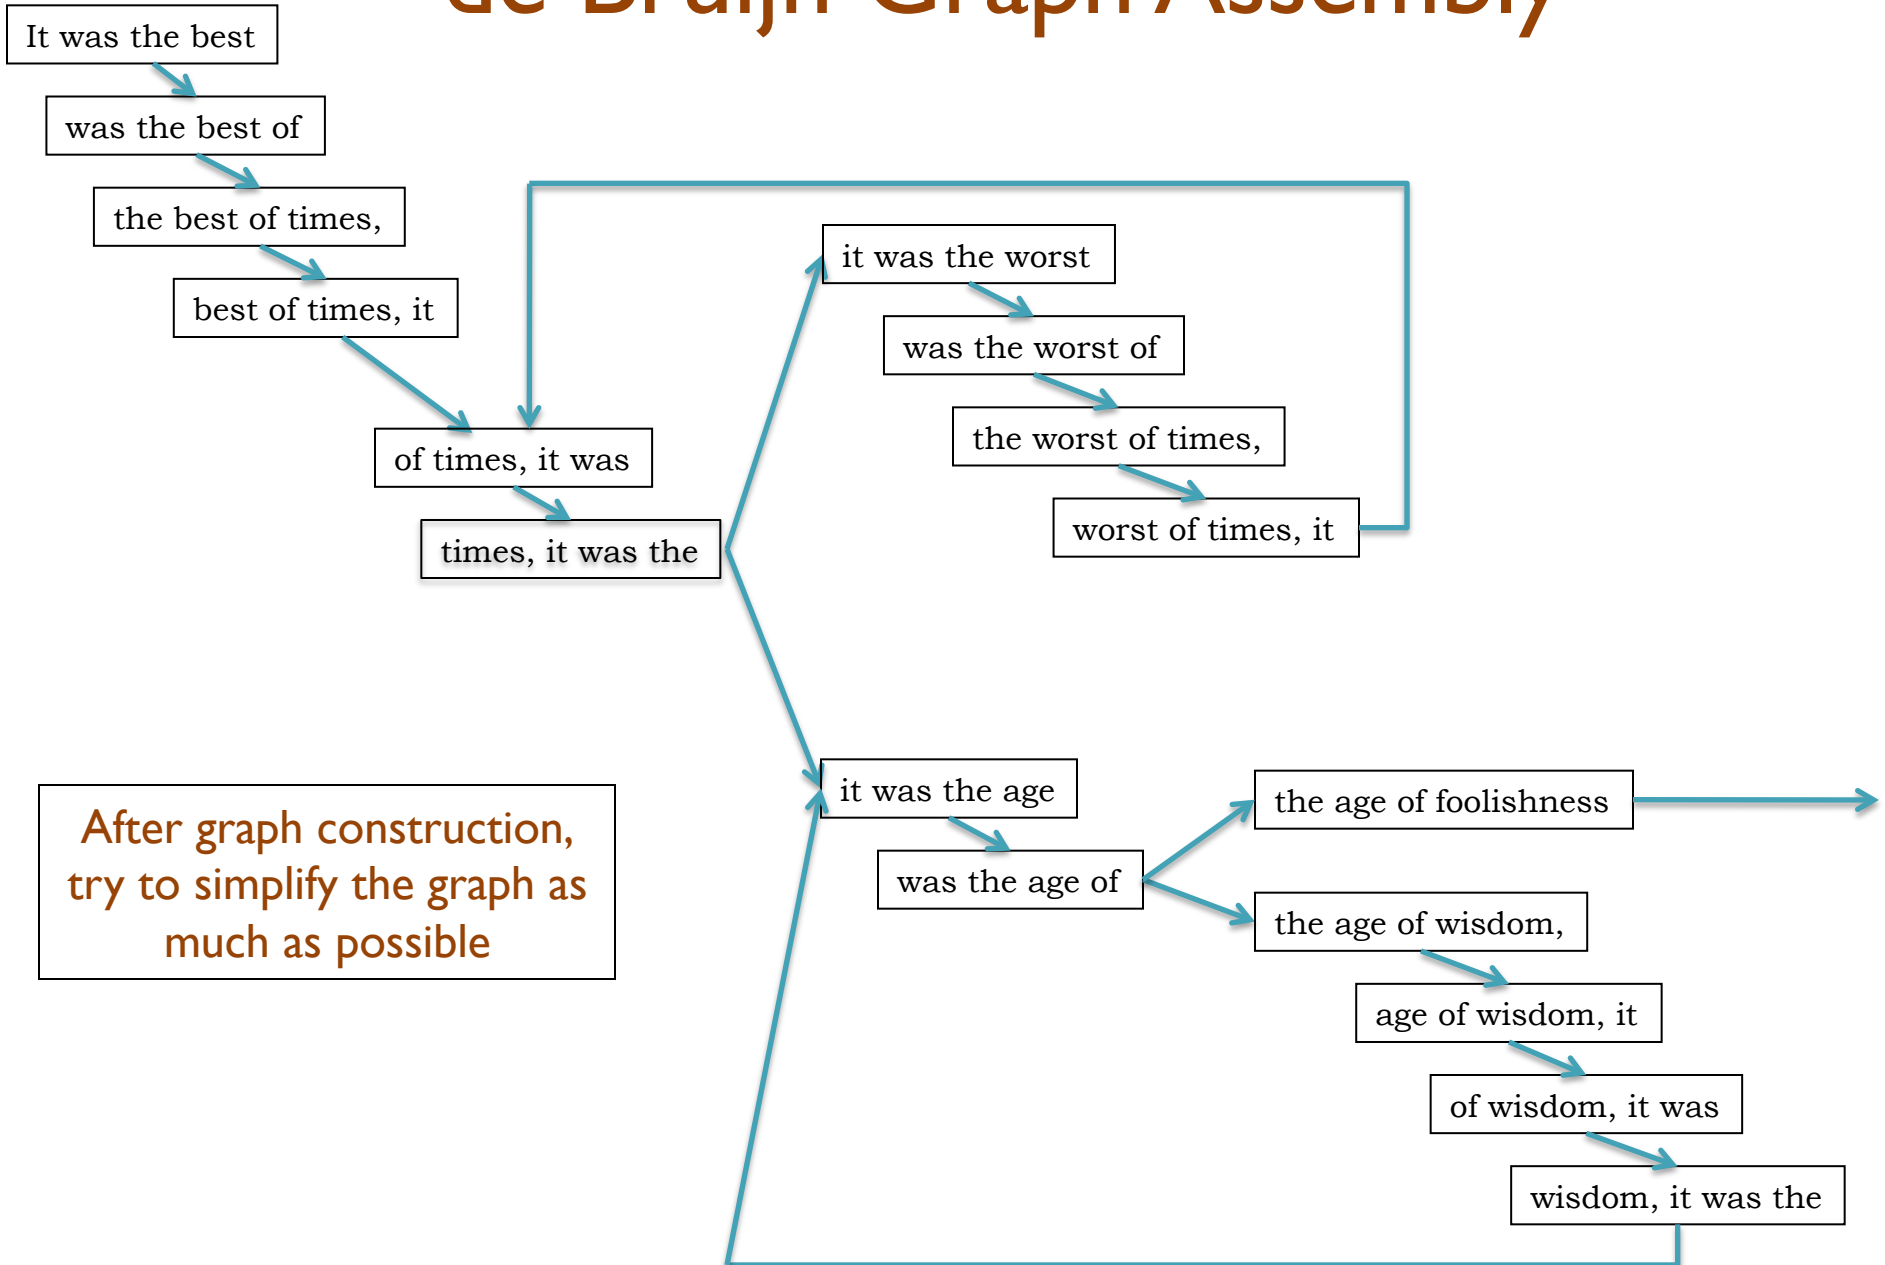 de Bruijn Graph Assembly
It was the best
was the best of
the best of times,
best of times, it
of times, it was
times, it was the
it was the worst
was the worst of
the worst of times,
worst of times, it
it was the age
was the age of
the age of foolishness
the age of wisdom,
age of wisdom, it
of wisdom, it was
wisdom, it was the
After graph construction,
try to simplify the graph as
much as possible